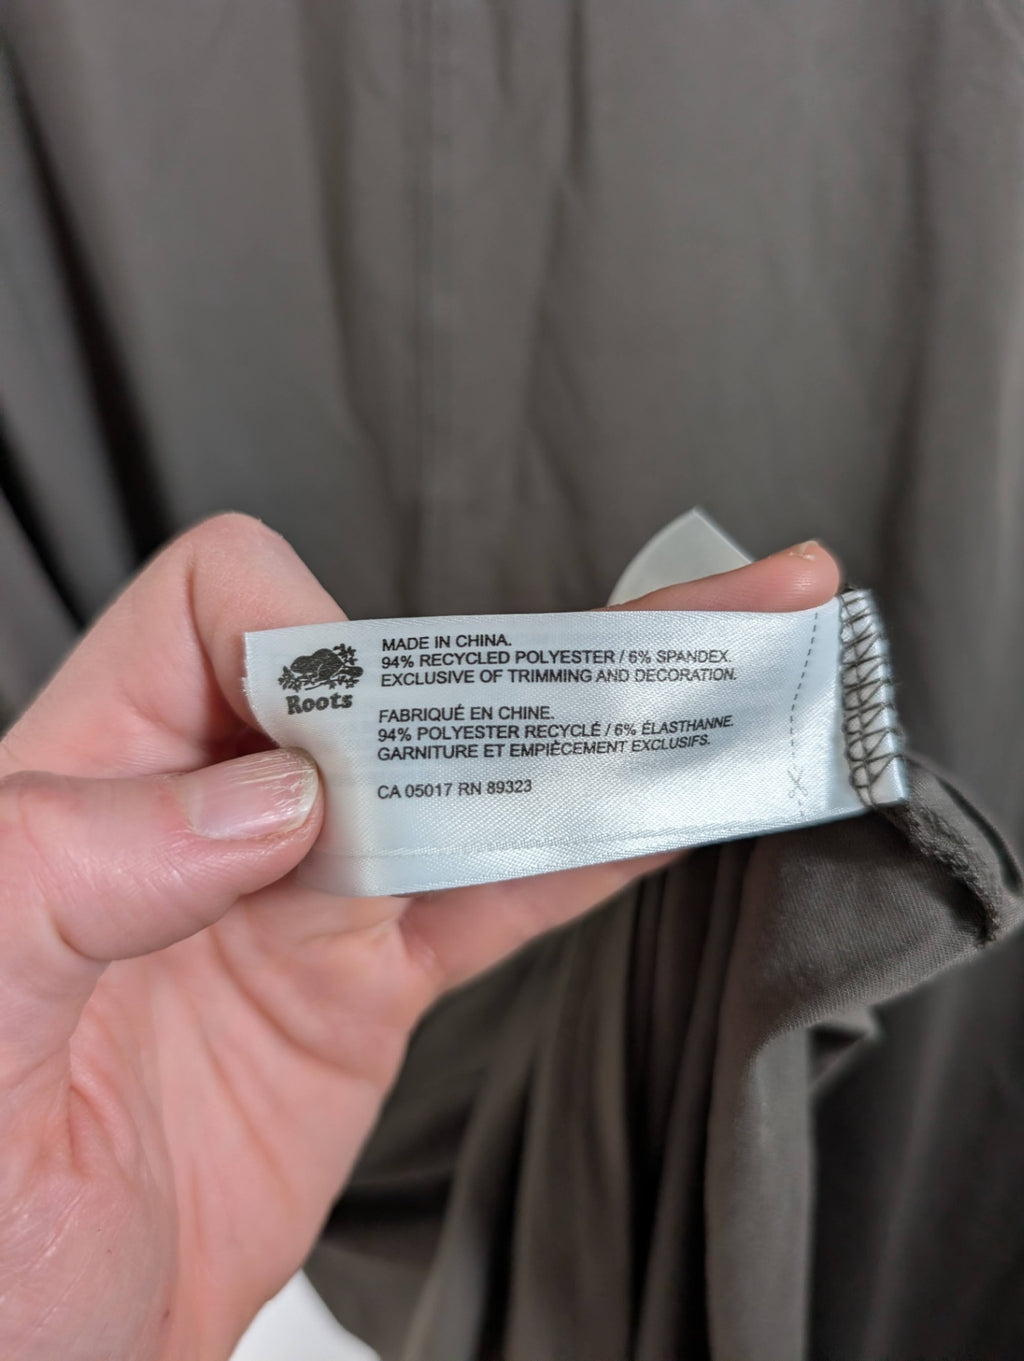 Roots
MADE IN CHINA.
94% RECYCLED POLYESTER / 6% SPANDEX.
EXCLUSIVE OF TRIMMING AND DECORATION.
FABRIQUÉ EN CHINE.
94% POLYESTER RECYCLÉ / 6% ÉLASTHANNE.
GARNITURE ET EMPIÈCEMENT EXCLUSIFS.
CA 05017 RN 89323